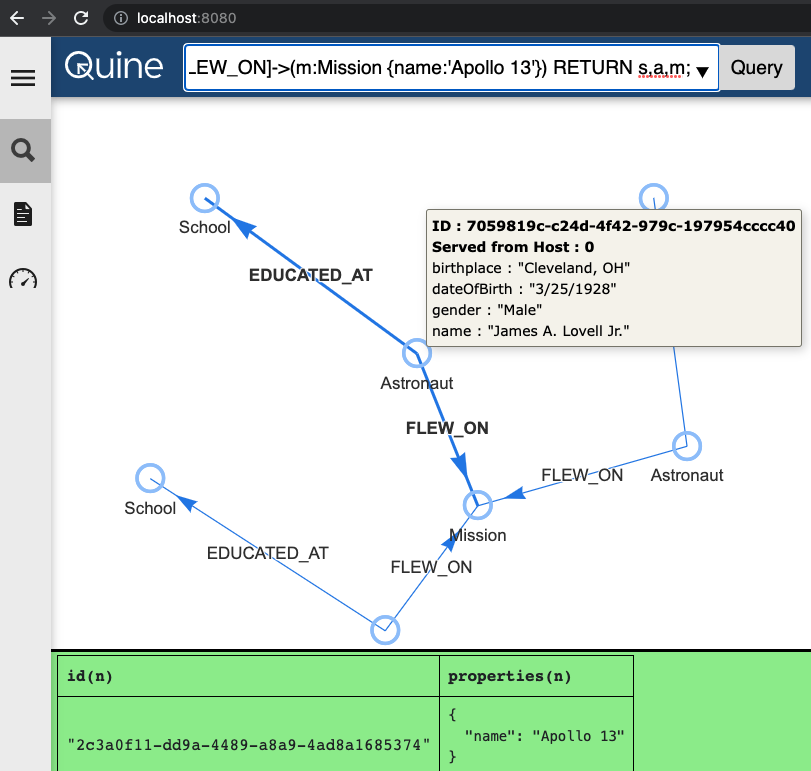 localhost:8080
Quine
_EW_ON]->(m:Mission {name:'Apollo 13'}) RETURN s,a,m;
Query
School
ID : 7059819c-c24d-4f42-979c-197954cccc40
Served from Host : 0
birthplace : "Cleveland, OH"
dateOfBirth : "3/25/1928"
gender : "Male"
name : "James A. Lovell Jr."
EDUCATED_AT
Astronaut
FLEW_ON
FLEW_ON
Astronaut
School
Mission
EDUCATED_AT
FLEW_ON
id(n)
properties(n)
{
"2c3a0f11-dd9a-4489-a8a9-4ad8a1685374"
"name": "Apollo 13"
}